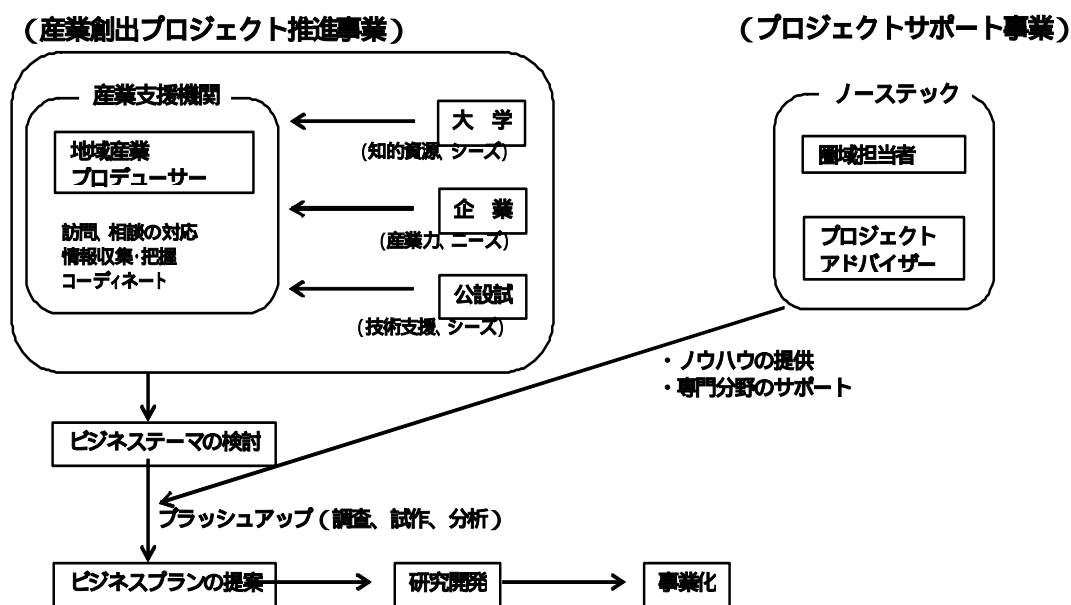 （産業創出プロジェクト推進事業）
産業支援機関
地域産業
プロデューサー
訪問、相談の対応
情報収集・把握
コーディネート
大　学
（知的資源、シーズ）
企　業
（産業力、ニーズ）
公設試
（技術支援、シーズ）
（プロジェクトサポート事業）
ノーステック
圏域担当者
プロジェクト
アドバイザー
・ノウハウの提供
・専門分野のサポート
ビジネステーマの検討
ブラッシュアップ（調査、試作、分析）
ビジネスプランの提案
研究開発
事業化